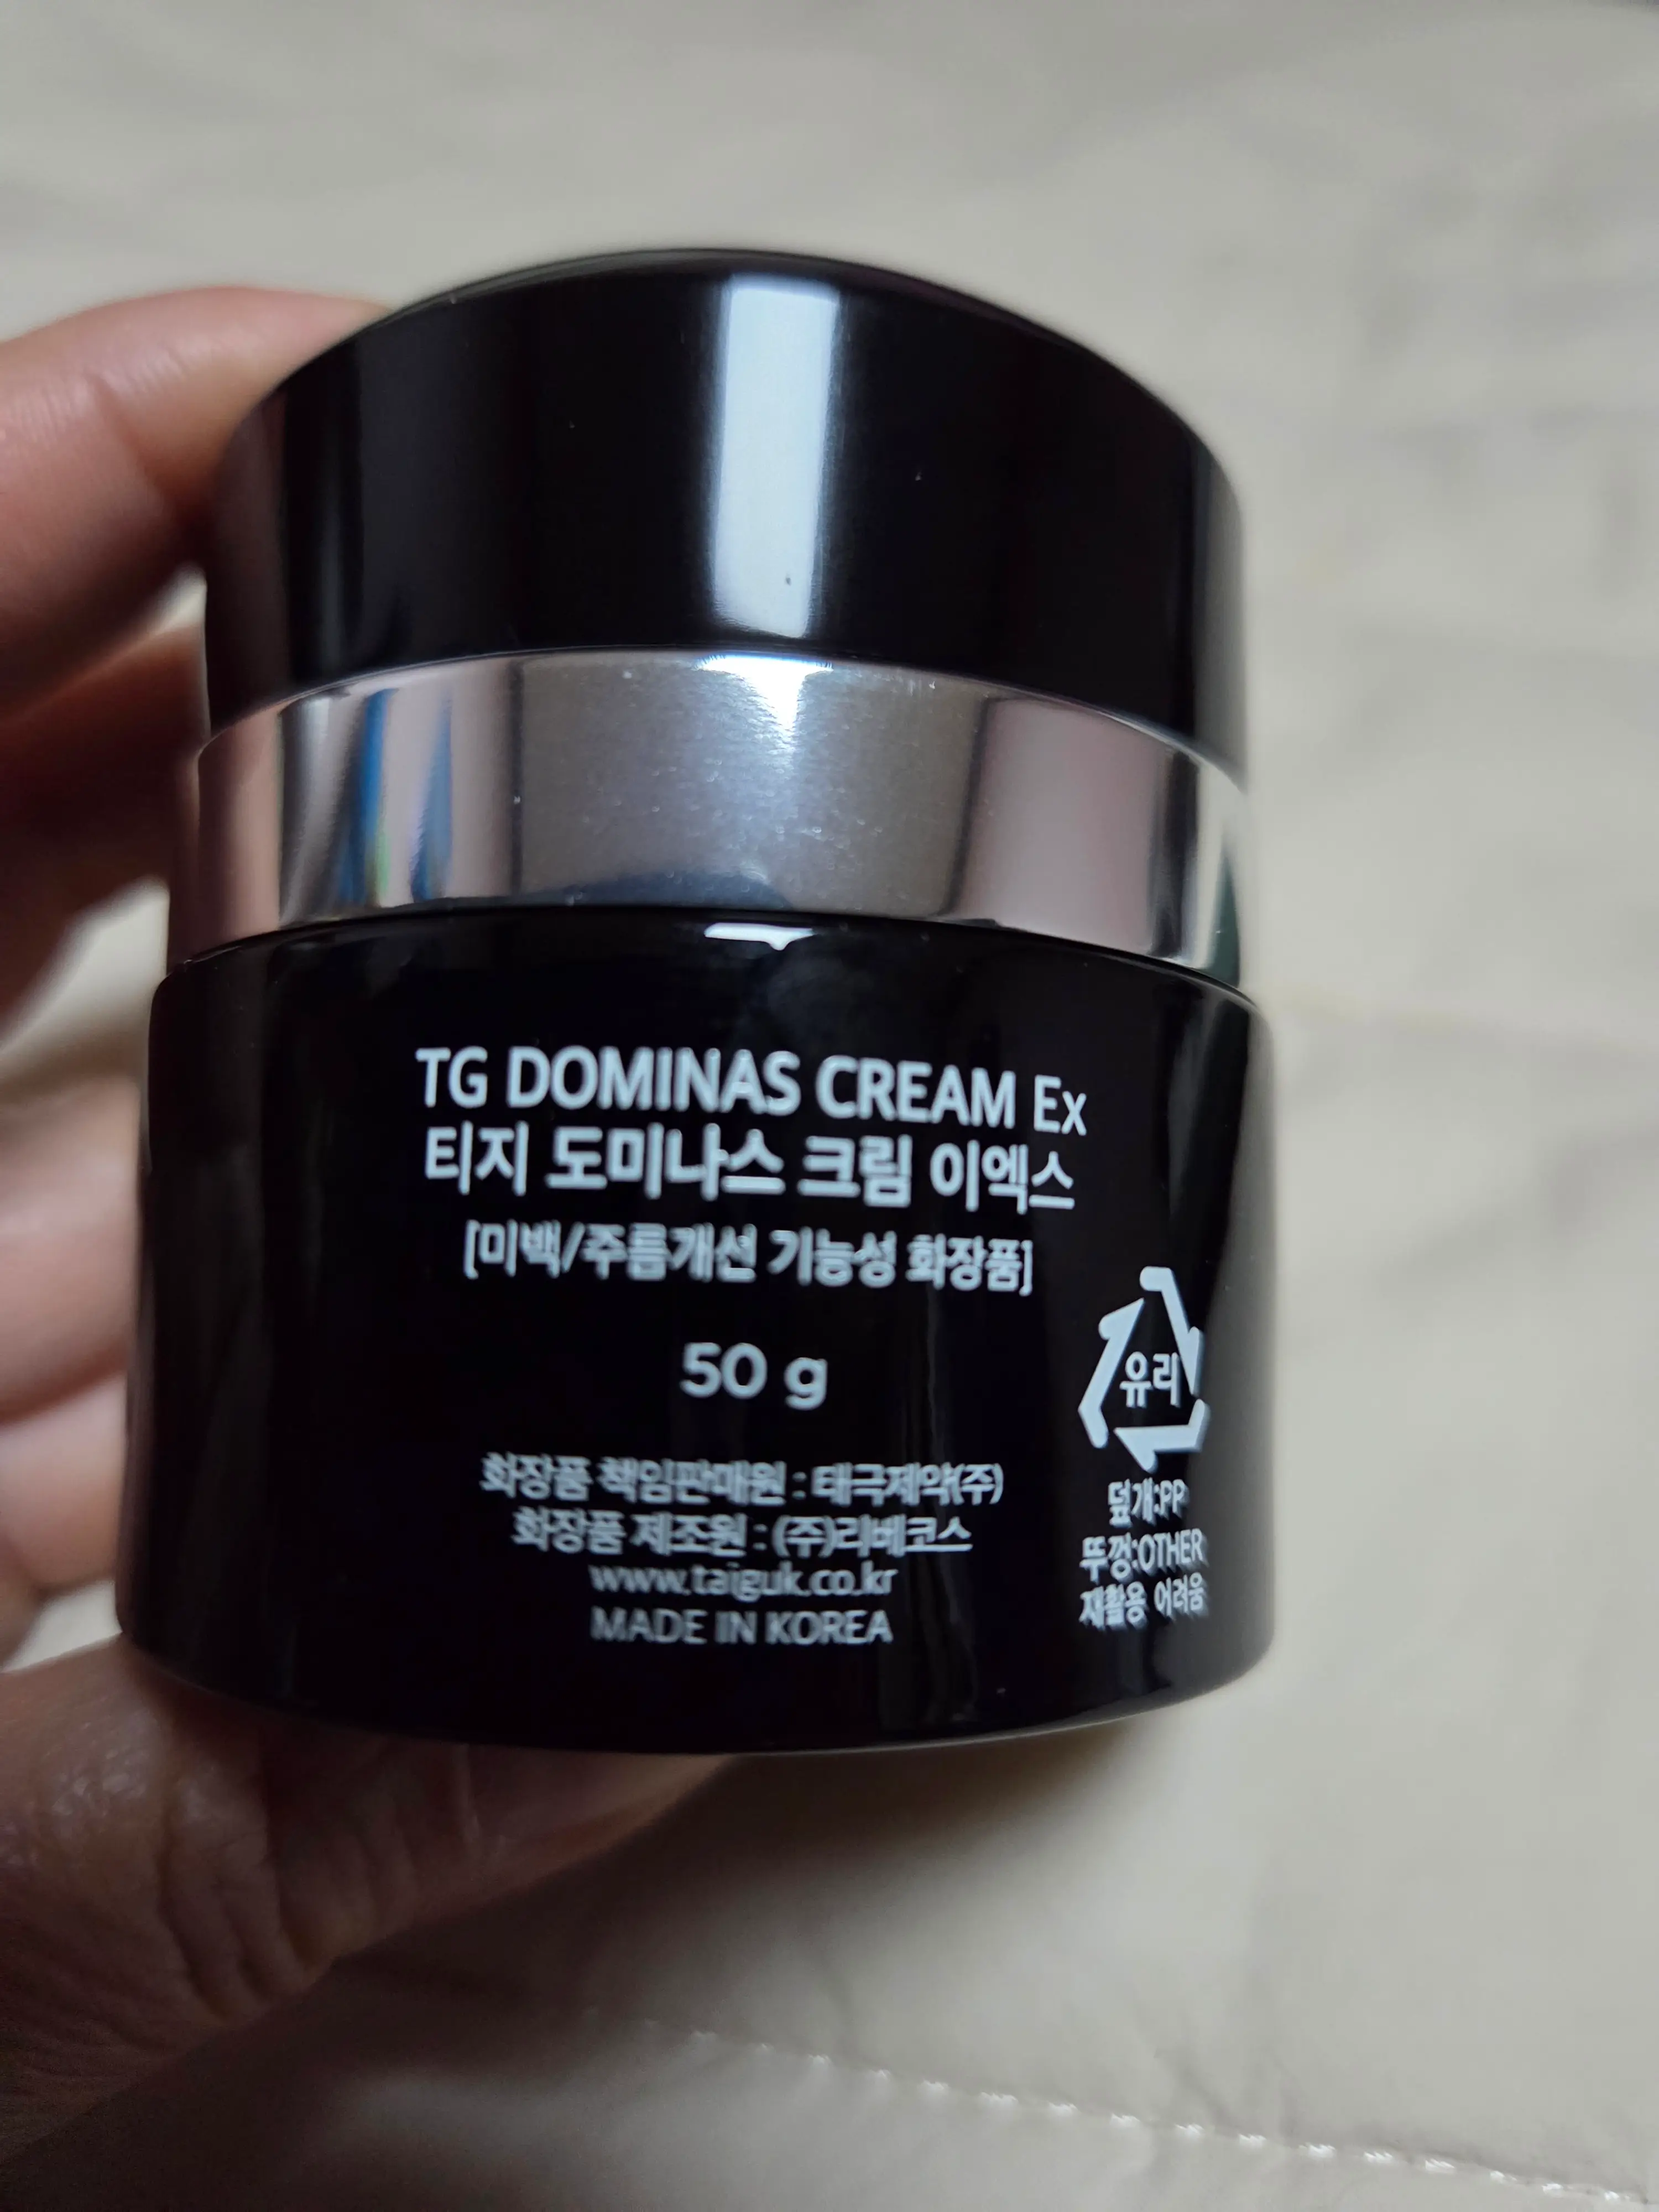 TG DOMINAS CREAM Ex
티지 도미나스 크림 이엑스
[미백/주름개선 기능성 화장품]
50 g
유리
덮개:PP
뚜껑:OTHER
재활용 어려움
화장품 책임판매원 : 태극제약(주)
화장품 제조원 : (주)리베코스
www.taiguk.co.kr
MADE IN KOREA